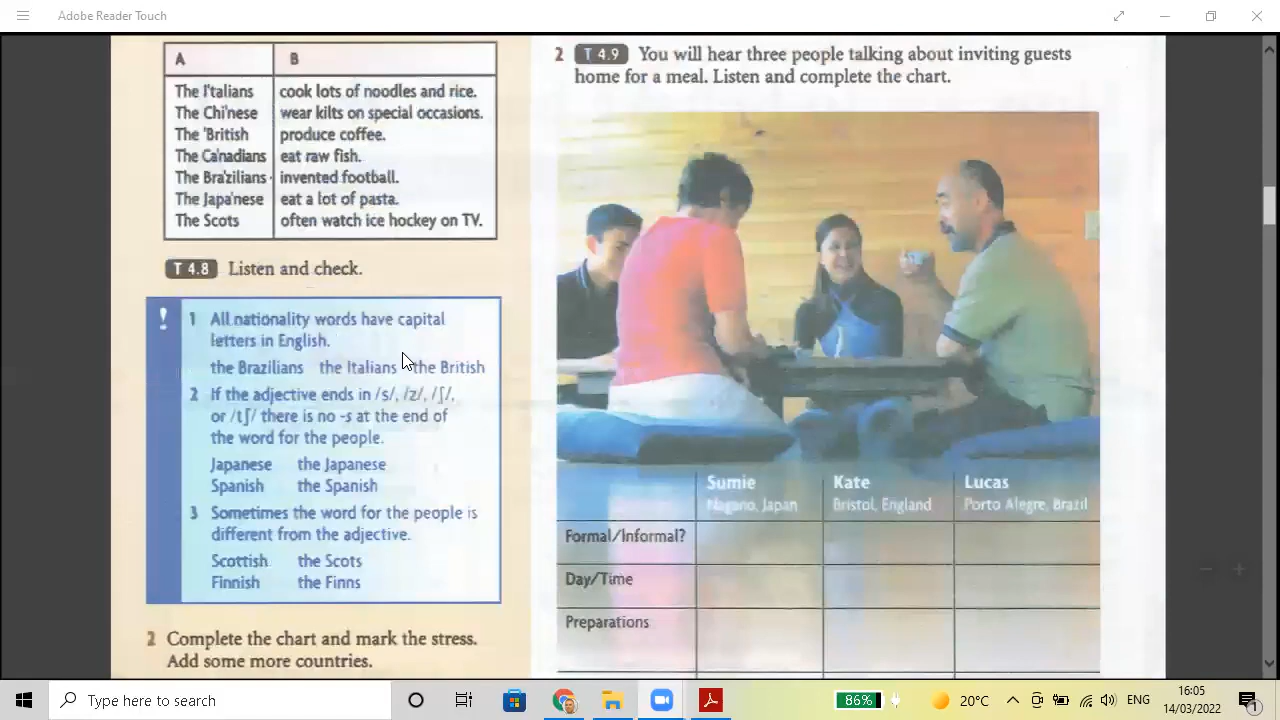 Adobe Reader Touch
A B
The I'talians cook lots of noodles and rice.
The Chi'nese wear kilts on special occasions.
The 'British produce coffee.
The Ca'nadians eat raw fish.
The Bra'zilians invented football.
The Japa'nese eat a lot of pasta.
The Scots often watch ice hockey on TV.
T 4.8 Listen and check.
! 1 All nationality words have capital
letters in English.
the Brazilians the Italians the British
2 If the adjective ends in /s/, /z/, /ʃ/,
or /tʃ/ there is no -s at the end of
the word for the people.
Japanese the Japanese
Spanish the Spanish
3 Sometimes the word for the people is
different from the adjective.
Scottish the Scots
Finnish the Finns
2 Complete the chart and mark the stress.
Add some more countries.
2 T 4.9 You will hear three people talking about inviting guests
home for a meal. Listen and complete the chart.
Sumie Kate Lucas
Nagano, Japan Bristol, England Porto Alegre, Brazil
Formal/Informal?
Day/Time
Preparations
Type here to search
86% 20°C ENG 16:05
14/03/2022 1